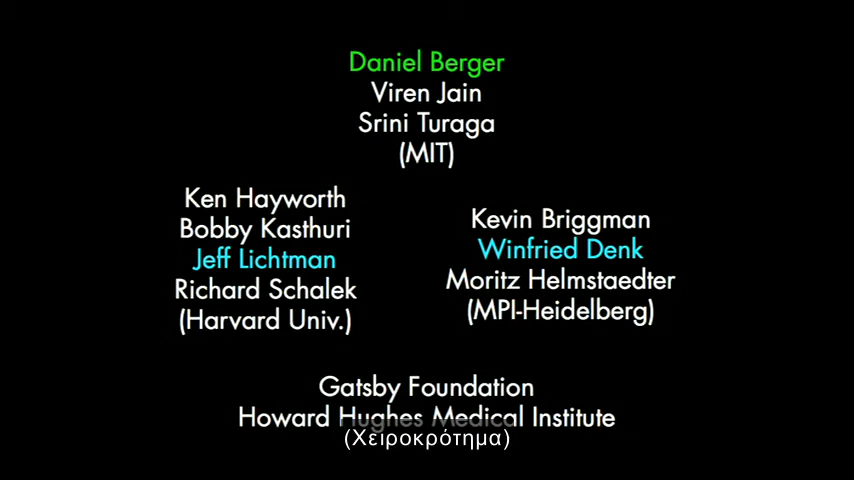 Daniel Berger
Viren Jain
Srini Turaga
(MIT)
Ken Hayworth
Bobby Kasthuri
Jeff Lichtman
Richard Schalek
(Harvard Univ.)
Kevin Briggman
Winfried Denk
Moritz Helmstaedter
(MPI-Heidelberg)
Gatsby Foundation
Howard Hughes Medical Institute
(Χειροκρότημα)